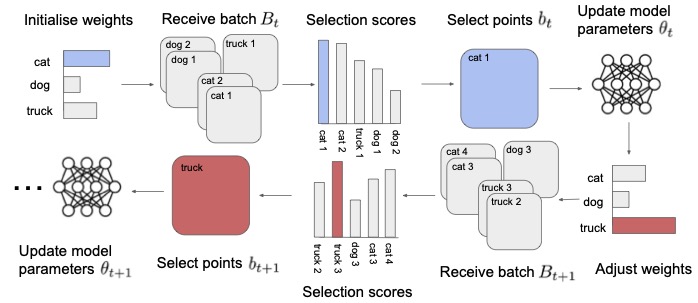 Initialise weights
cat
dog
truck
Receive batch B_t
dog 2
truck 1
dog 1
cat 2
cat 1
Selection scores
cat 1
cat 2
truck 1
dog 1
dog 2
Select points b_t
cat 1
Update model
parameters θ_t
cat
dog
truck
Adjust weights
cat 4
dog 3
cat 3
truck 3
truck 2
Receive batch B_{t+1}
truck 2
truck 3
dog 3
cat 3
cat 4
Selection scores
truck
Select points b_{t+1}
...
Update model
parameters θ_{t+1}